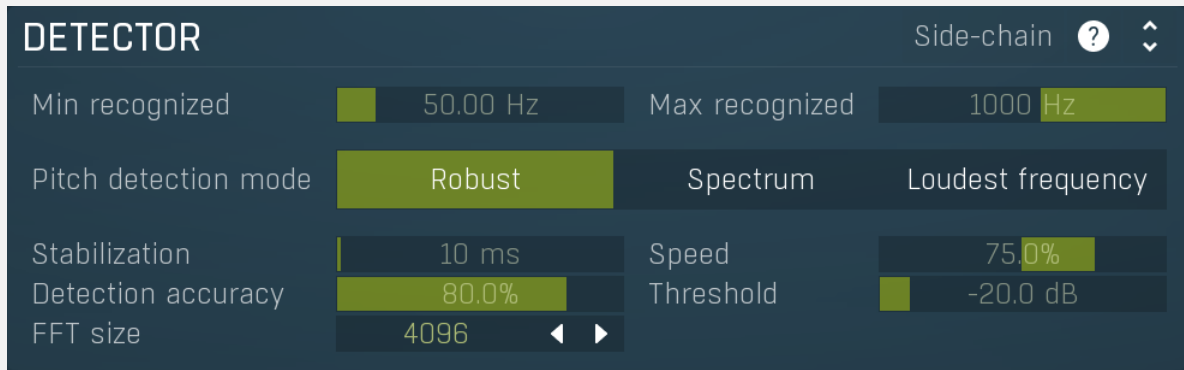 DETECTOR Side-chain ?
Min recognized 50.00 Hz Max recognized 1000 Hz
Pitch detection mode Robust Spectrum Loudest frequency
Stabilization 10 ms Speed 75.0%
Detection accuracy 80.0% Threshold -20.0 dB
FFT size 4096